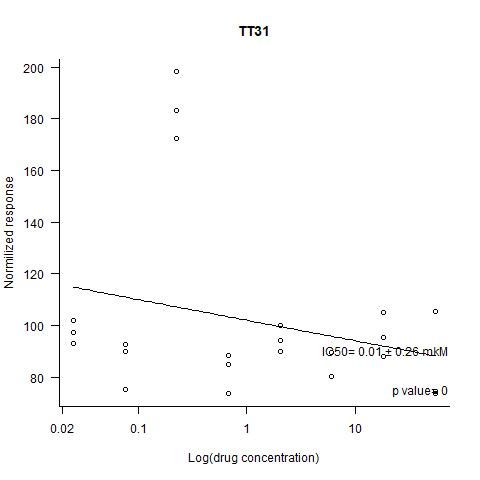 TT31
Normilized response
200
180
160
140
120
100
80
0.02 0.1 1 10
Log(drug concentration)
IC50= 0.01 ± 0.26 mkM
p value= 0